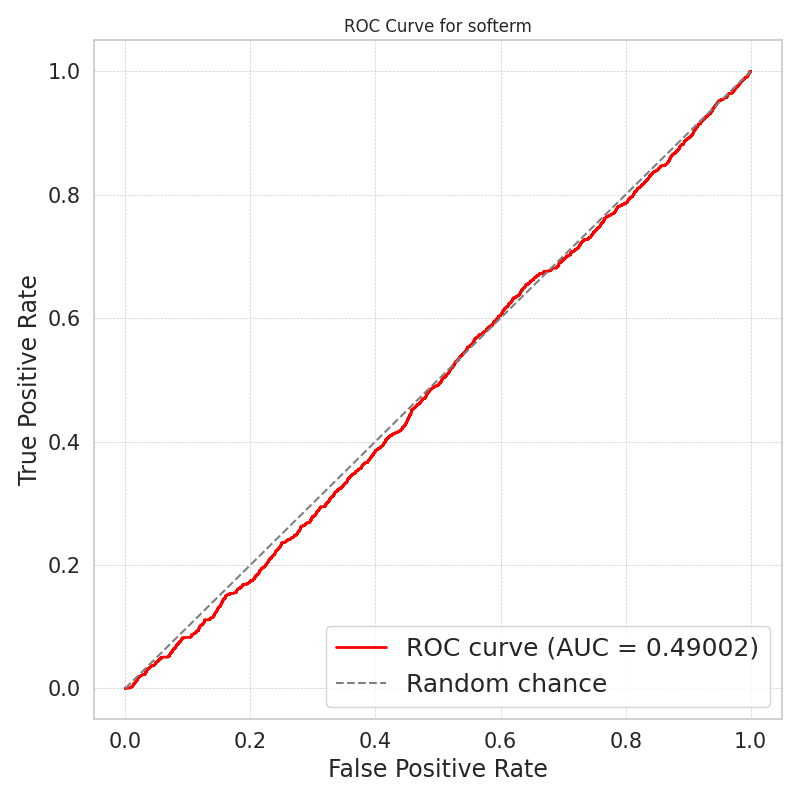 ROC Curve for softerm
True Positive Rate
1.0
0.8
0.6
0.4
0.2
0.0
ROC curve (AUC = 0.49002)
Random chance
0.0 0.2 0.4 0.6 0.8 1.0
False Positive Rate